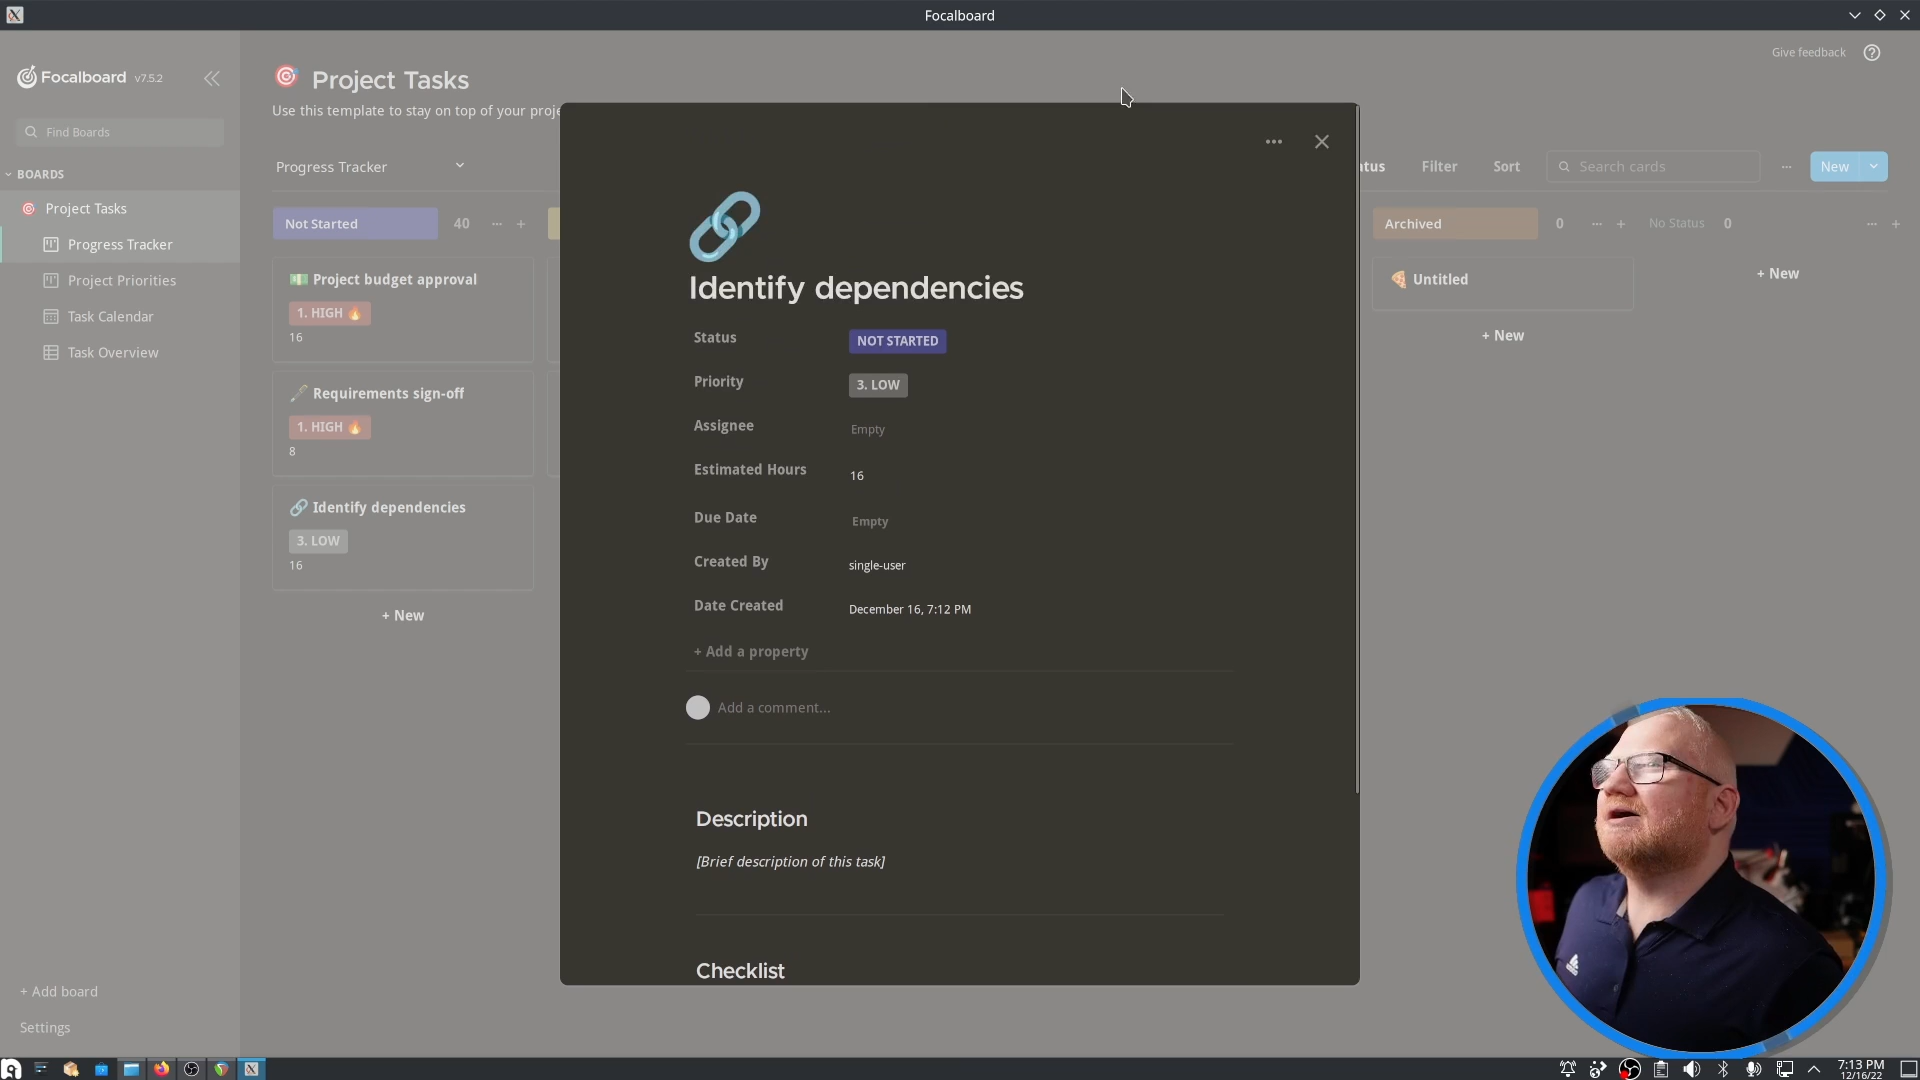 Focalboard
Give feedback
Focalboard v7.5.2
Find Boards
BOARDS
Project Tasks
Progress Tracker
Project Priorities
Task Calendar
Task Overview
+ Add board
Settings
Project Tasks
Use this template to stay on top of your proje
Progress Tracker
tus
Filter
Sort
Search cards
New
Not Started 40
Project budget approval
1. HIGH 🔥
16
Requirements sign-off
1. HIGH 🔥
8
Identify dependencies
3. LOW
16
+ New
Identify dependencies
Status NOT STARTED
Priority 3. LOW
Assignee Empty
Estimated Hours 16
Due Date Empty
Created By single-user
Date Created December 16, 7:12 PM
+ Add a property
Add a comment...
Description
[Brief description of this task]
Checklist
Archived 0
Untitled
+ New
No Status 0
+ New
7:13 PM
12/16/22